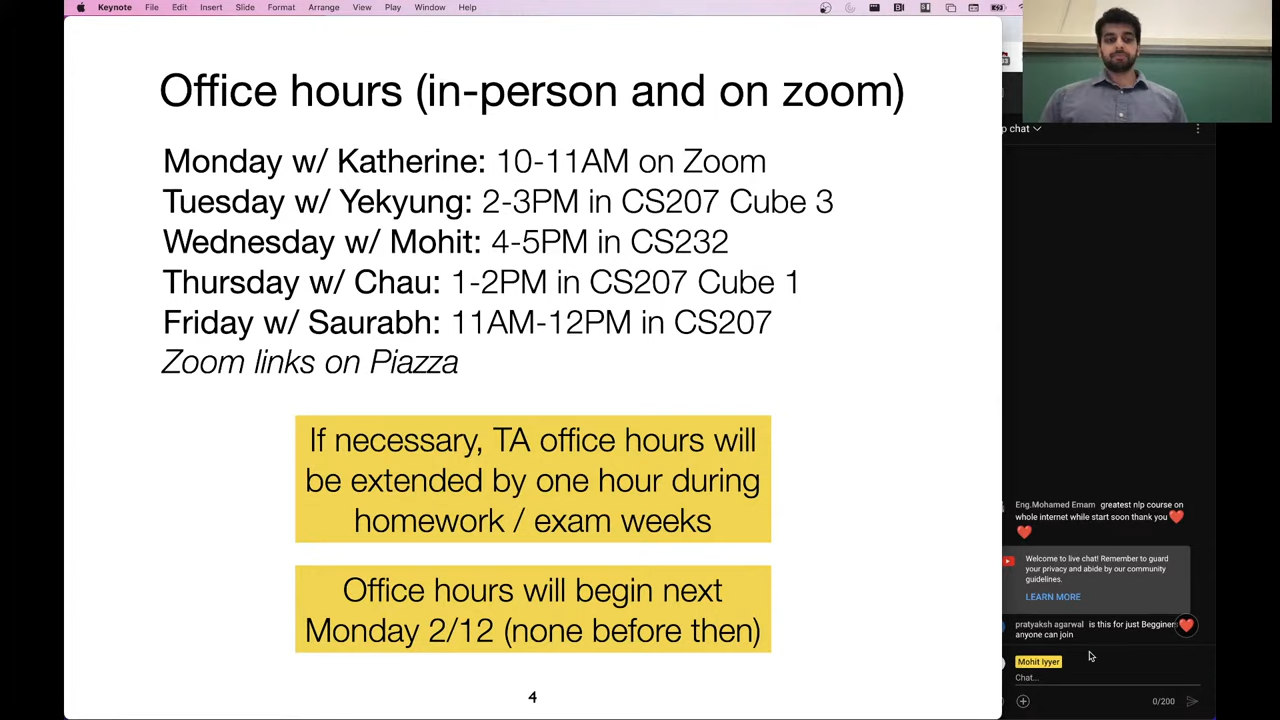 Keynote File Edit Insert Slide Format Arrange View Play Window Help
Office hours (in-person and on zoom)
Monday w/ Katherine: 10-11AM on Zoom
Tuesday w/ Yekyung: 2-3PM in CS207 Cube 3
Wednesday w/ Mohit: 4-5PM in CS232
Thursday w/ Chau: 1-2PM in CS207 Cube 1
Friday w/ Saurabh: 11AM-12PM in CS207
Zoom links on Piazza
If necessary, TA office hours will
be extended by one hour during
homework / exam weeks
Office hours will begin next
Monday 2/12 (none before then)
4
p chat
Eng.Mohamed Emam greatest nlp course on
whole internet while start soon thank you
Welcome to live chat! Remember to guard
your privacy and abide by our community
guidelines.
LEARN MORE
pratyaksh agarwal is this for just Begginer
anyone can join
Mohit Iyyer
Chat...
0/200